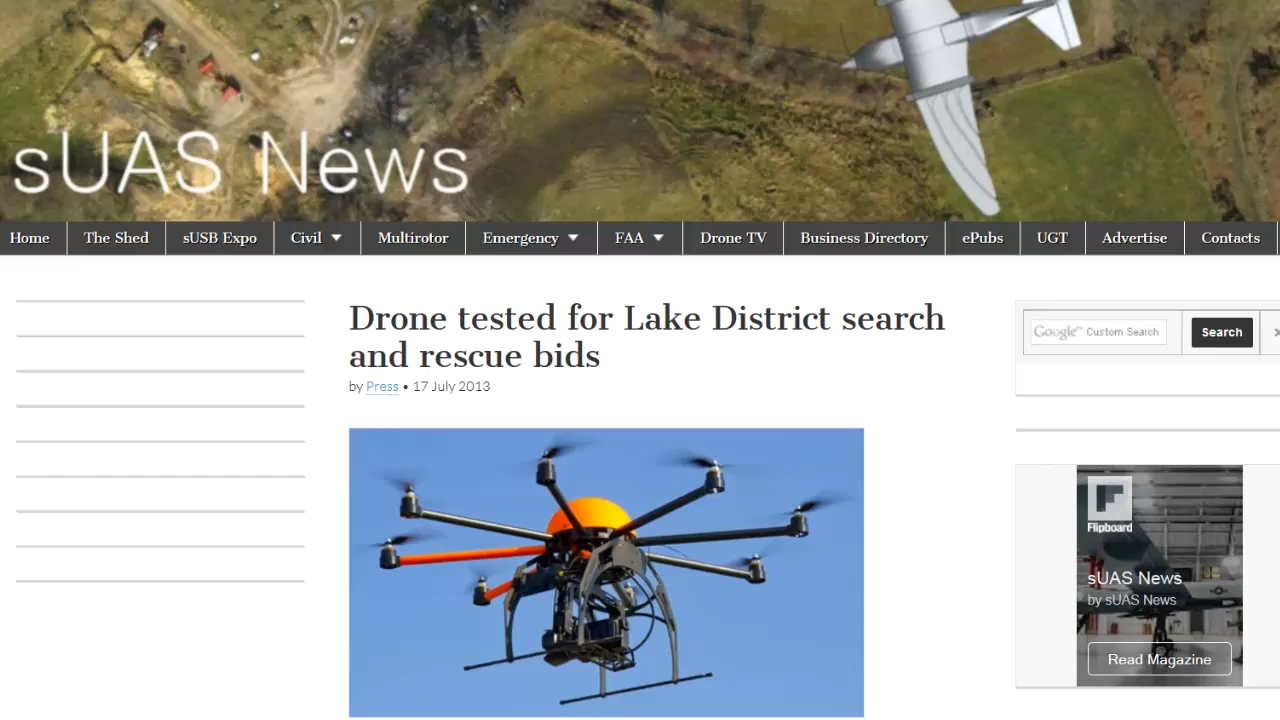 sUAS News
Home The Shed sUSB Expo Civil Multirotor Emergency FAA Drone TV Business Directory ePubs UGT Advertise Contacts
Drone tested for Lake District search
and rescue bids
by Press • 17 July 2013
Google™ Custom Search Search ×
Flipboard
sUAS News
by sUAS News
Read Magazine